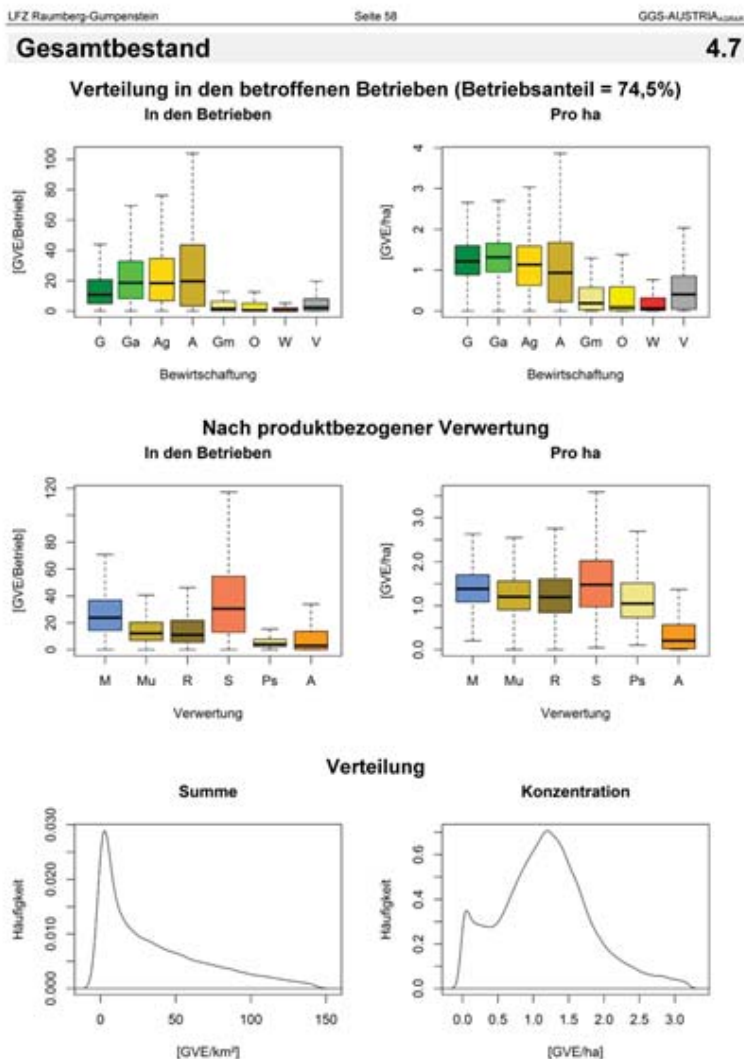 LFZ Raumberg-Gumpenstein Seite 58 GGS-AUSTRIA
Gesamtbestand 4.7
Verteilung in den betroffenen Betrieben (Betriebsanteil = 74,5%)
In den Betrieben Pro ha
[GVE/Betrieb]
0 20 40 60 80 100
G Ga Ag A Gm O W V
Bewirtschaftung
[GVE/ha]
0 1 2 3 4
G Ga Ag A Gm O W V
Bewirtschaftung
Nach produktbezogener Verwertung
In den Betrieben Pro ha
[GVE/Betrieb]
0 20 40 60 80 120
M Mu R S Ps A
Verwertung
[GVE/ha]
0.0 1.0 2.0 3.0
M Mu R S Ps A
Verwertung
Verteilung
Summe Konzentration
Häufigkeit
0.000 0.010 0.020 0.030
0 50 100 150
[GVE/km²]
Häufigkeit
0.0 0.2 0.4 0.6
0.0 0.5 1.0 1.5 2.0 2.5 3.0
[GVE/ha]